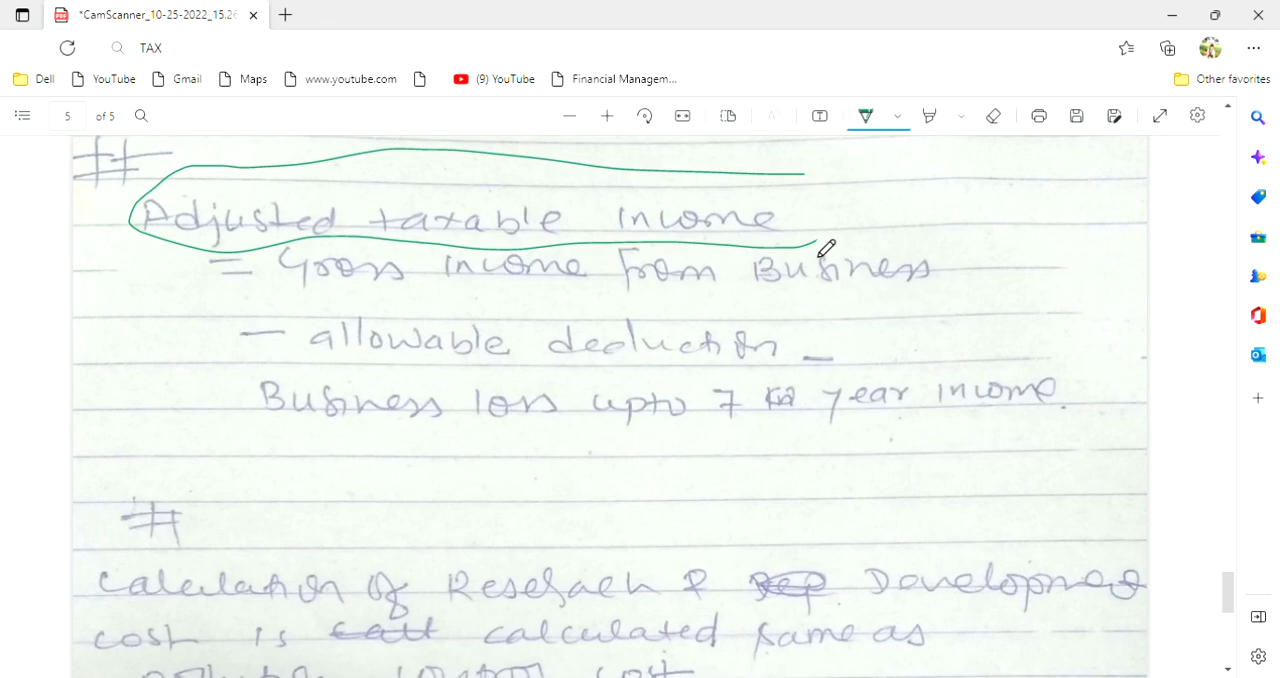 *CamScanner_10-25-2022_15.26
TAX
Dell YouTube Gmail Maps www.youtube.com (9) YouTube Financial Managem... Other favorites
5 of 5
##
Adjusted taxable income
= Gross income from Business
- allowable deduction -
Business loss upto 7 year income.
#
calculation of Reserach & Development
cost is calculated same as
cost